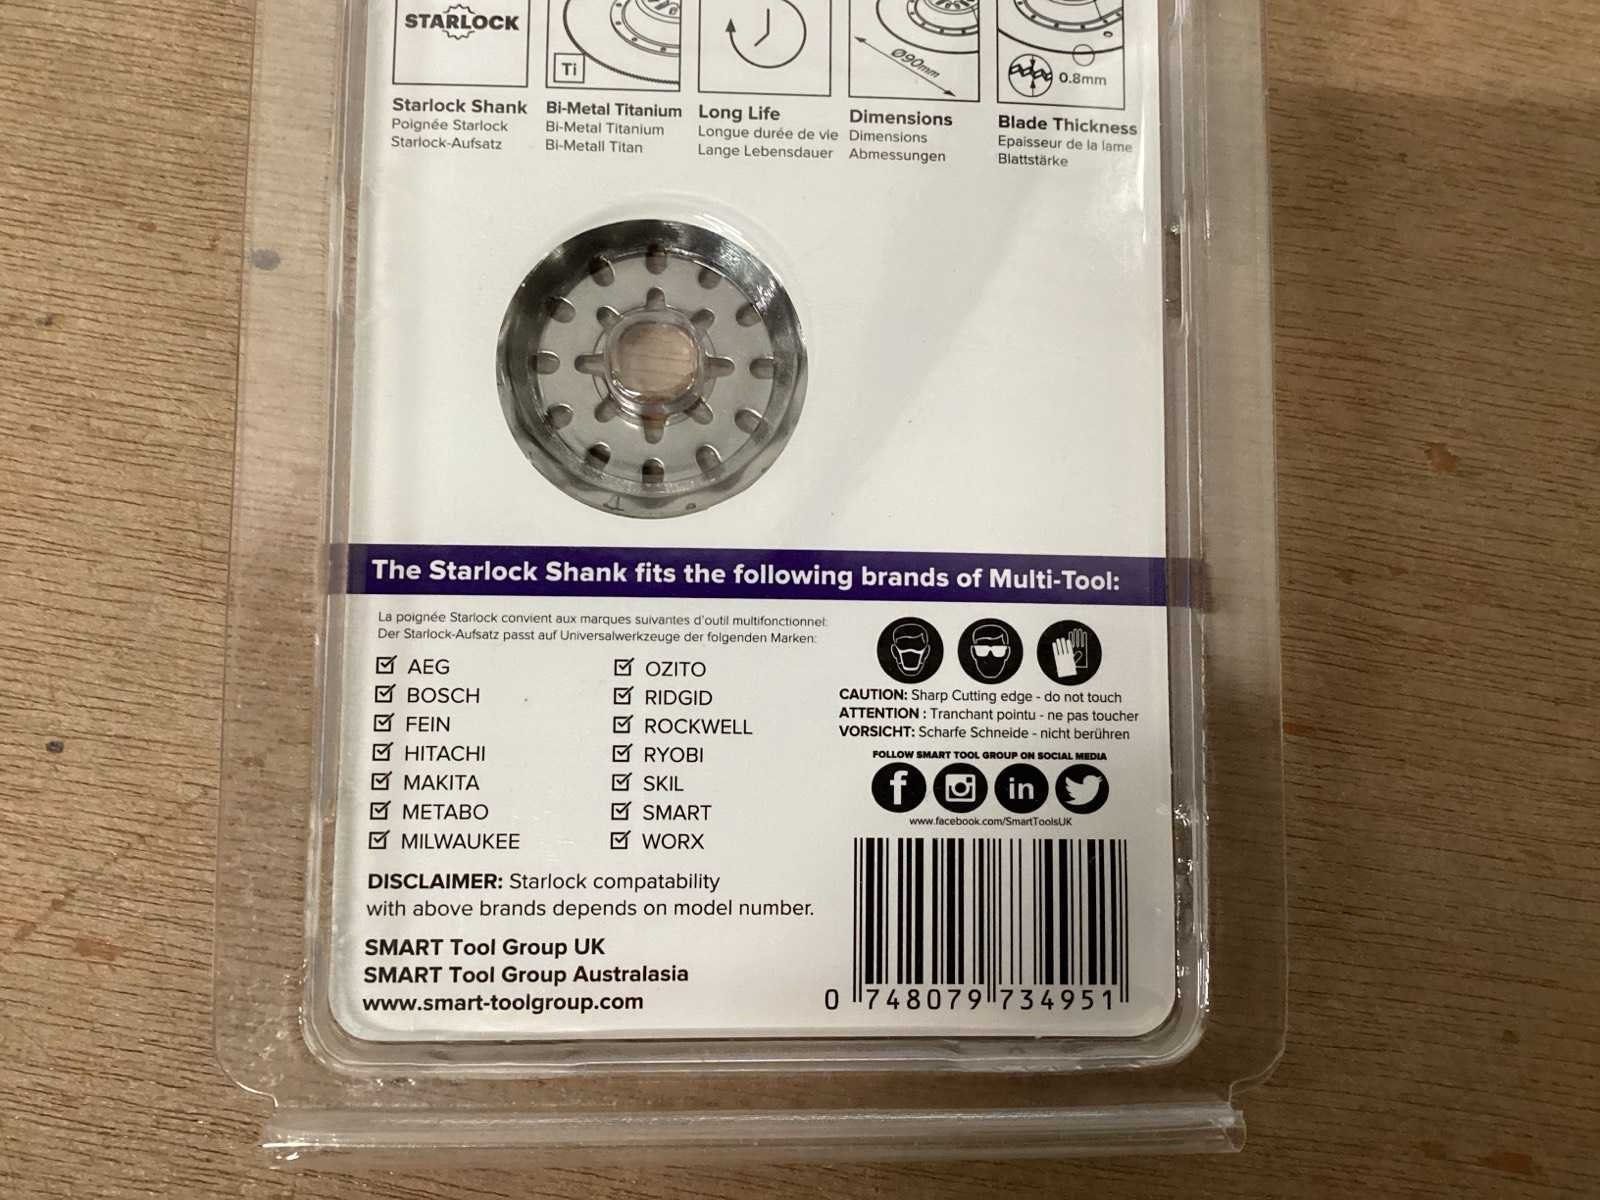 STARLOCK
Ti
Ø90mm
0.8mm
Starlock Shank
Poignée Starlock
Starlock-Aufsatz
Bi-Metal Titanium
Bi-Metal Titanium
Bi-Metall Titan
Long Life
Longue durée de vie
Lange Lebensdauer
Dimensions
Dimensions
Abmessungen
Blade Thickness
Epaisseur de la lame
Blattstärke
The Starlock Shank fits the following brands of Multi-Tool:
La poignée Starlock convient aux marques suivantes d'outil multifonctionnel:
Der Starlock-Aufsatz passt auf Universalwerkzeuge der folgenden Marken:
AEG
BOSCH
FEIN
HITACHI
MAKITA
METABO
MILWAUKEE
OZITO
RIDGID
ROCKWELL
RYOBI
SKIL
SMART
WORX
CAUTION: Sharp Cutting edge - do not touch
ATTENTION : Tranchant pointu - ne pas toucher
VORSICHT: Scharfe Schneide - nicht berühren
FOLLOW SMART TOOL GROUP ON SOCIAL MEDIA
f in
www.facebook.com/SmartToolsUK
DISCLAIMER: Starlock compatability
with above brands depends on model number.
SMART Tool Group UK
SMART Tool Group Australasia
www.smart-toolgroup.com
0 748079 734951